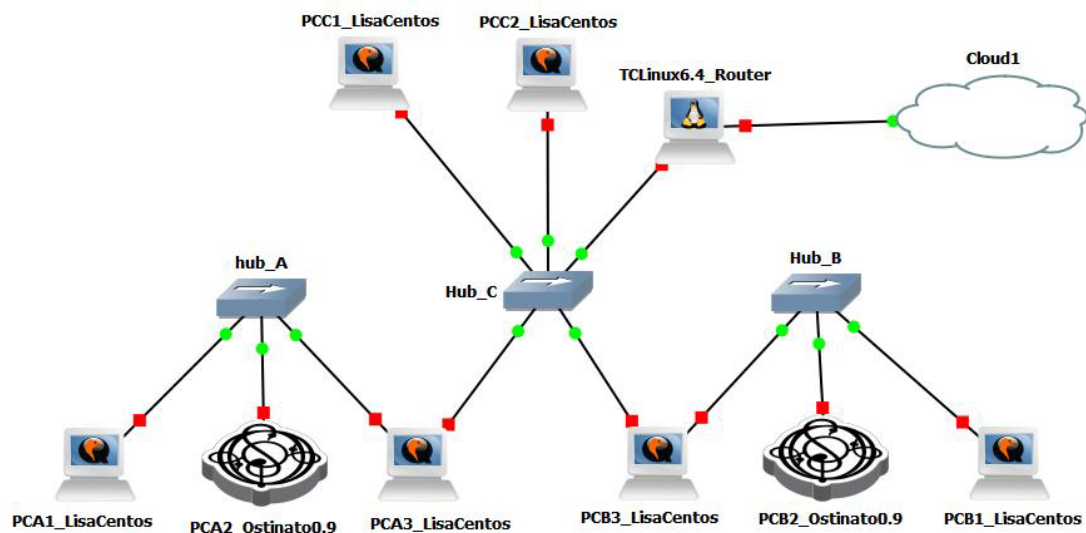 PCC1_LisaCentos
PCC2_LisaCentos
TCLinux6.4_Router
Cloud1
hub_A
Hub_C
Hub_B
PCA1_LisaCentos
PCA2_Ostinato0.9
PCA3_LisaCentos
PCB3_LisaCentos
PCB2_Ostinato0.9
PCB1_LisaCentos